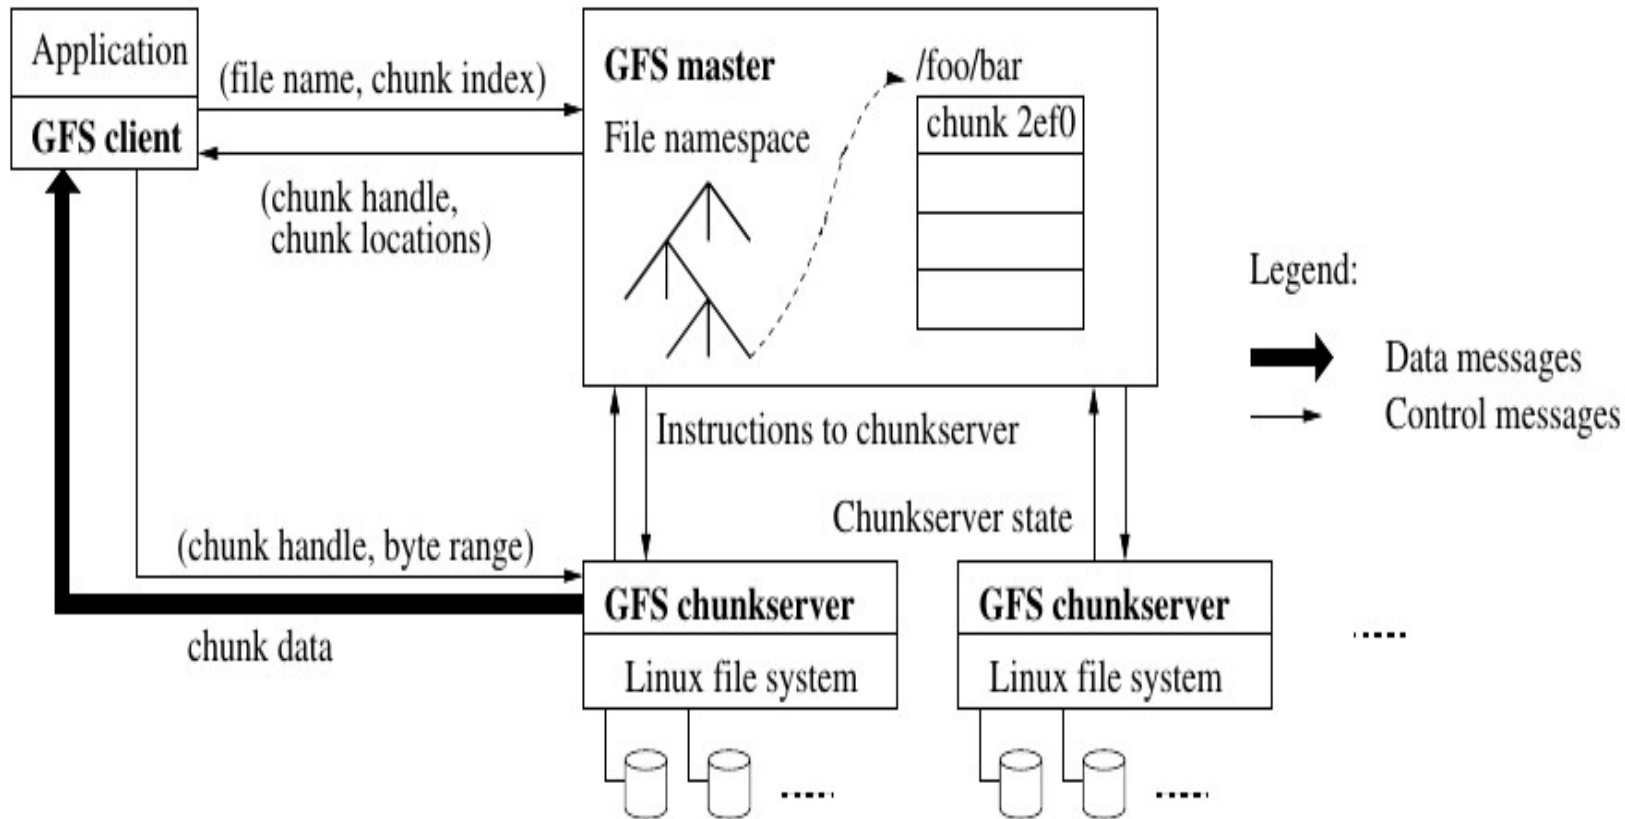 Application
GFS client
(file name, chunk index)
(chunk handle,
chunk locations)
GFS master
File namespace
/foo/bar
chunk 2ef0
Legend:
Data messages
Control messages
Instructions to chunkserver
Chunkserver state
(chunk handle, byte range)
chunk data
GFS chunkserver
Linux file system
GFS chunkserver
Linux file system